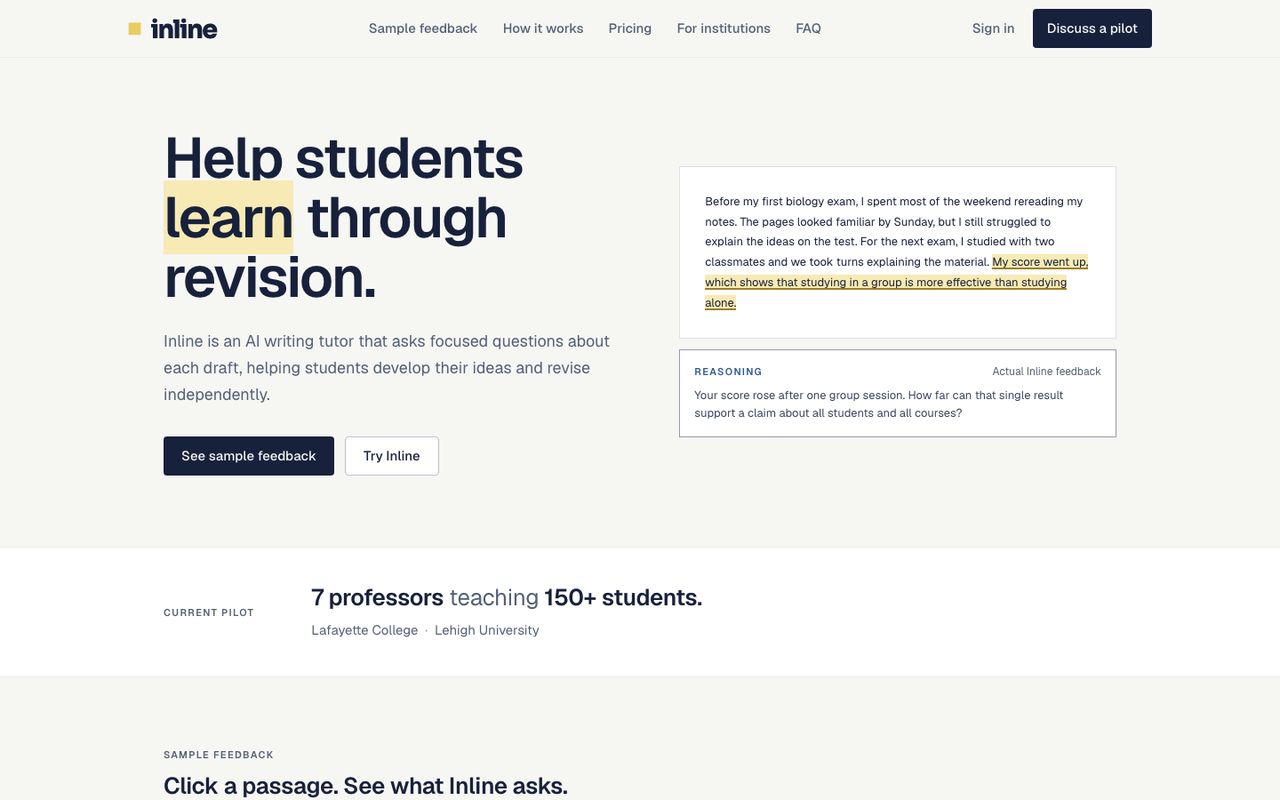 inline
Sample feedback
How it works
Pricing
For institutions
FAQ
Sign in
Discuss a pilot
Help students
learn through
revision.
Inline is an AI writing tutor that asks focused questions about
each draft, helping students develop their ideas and revise
independently.
See sample feedback
Try Inline
Before my first biology exam, I spent most of the weekend rereading my
notes. The pages looked familiar by Sunday, but I still struggled to
explain the ideas on the test. For the next exam, I studied with two
classmates and we took turns explaining the material. My score went up,
which shows that studying in a group is more effective than studying
alone.
REASONING
Actual Inline feedback
Your score rose after one group session. How far can that single result
support a claim about all students and all courses?
CURRENT PILOT
7 professors teaching 150+ students.
Lafayette College · Lehigh University
SAMPLE FEEDBACK
Click a passage. See what Inline asks.